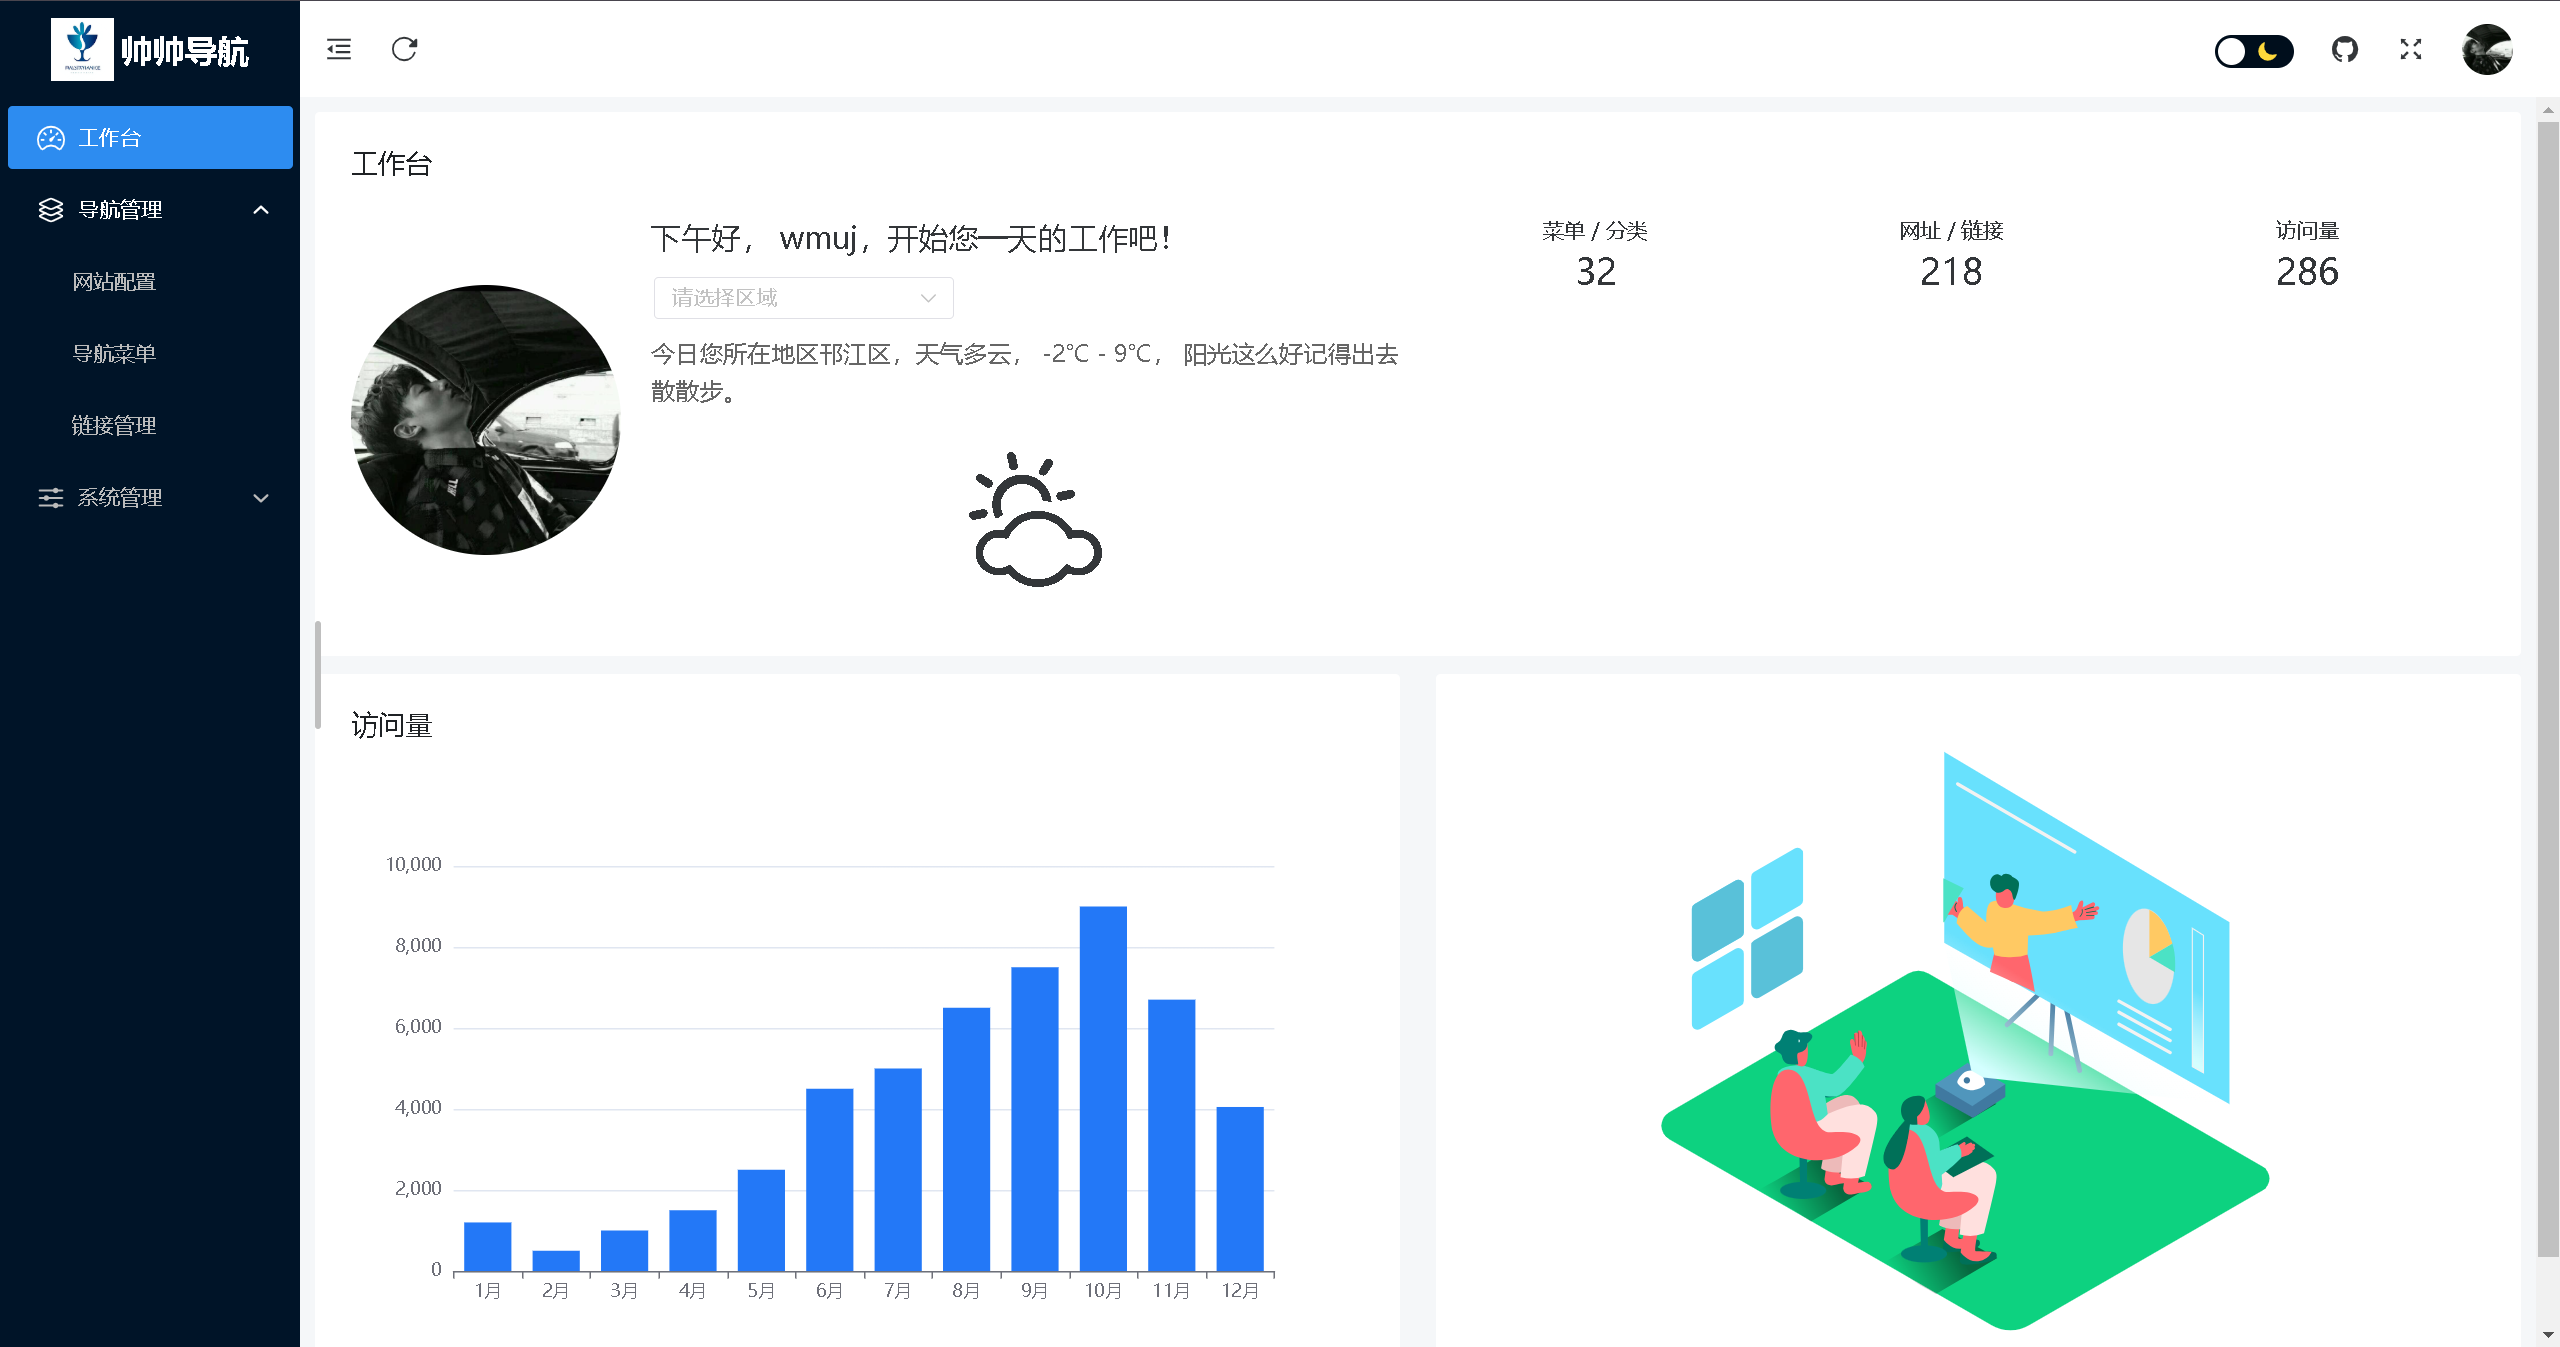 帅帅导航
工作台
导航管理
网站配置
导航菜单
链接管理
系统管理
工作台
下午好， wmuj，开始您一天的工作吧！
请选择区域
今日您所在地区邗江区，天气多云， -2℃ - 9℃， 阳光这么好记得出去
散散步。
菜单 / 分类
32
网址 / 链接
218
访问量
286
访问量
10,000
8,000
6,000
4,000
2,000
0
1月 2月 3月 4月 5月 6月 7月 8月 9月 10月 11月 12月